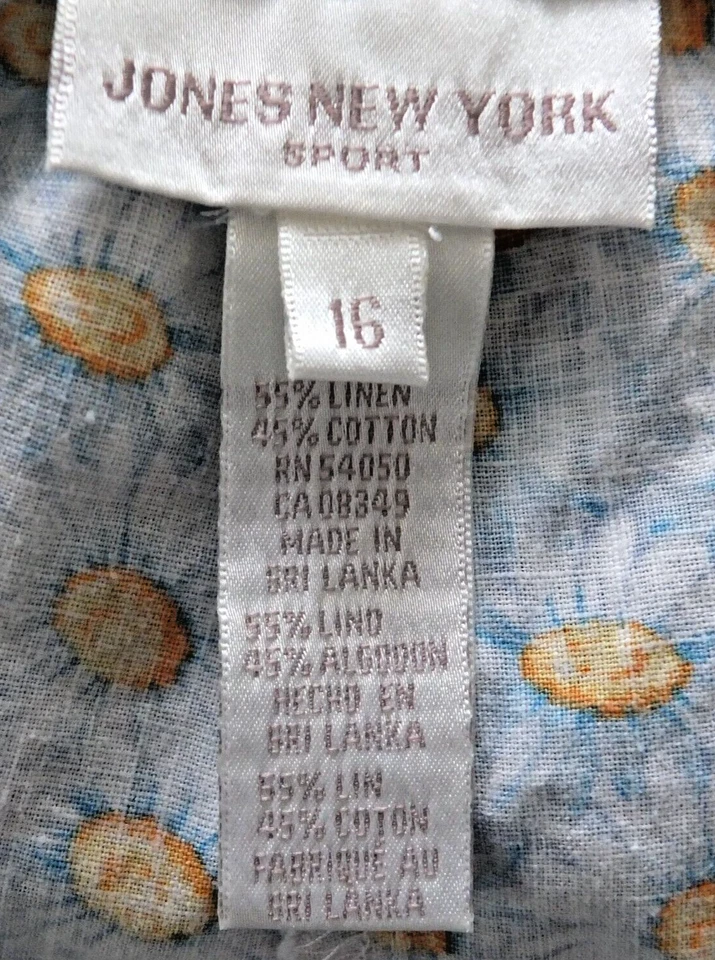 JONES NEW YORK
SPORT
16
55% LINEN
45% COTTON
RN 54050
CA 08349
MADE IN
SRI LANKA
55% LINO
45% ALGODON
HECHO EN
SRI LANKA
55% LIN
45% COTON
FABRIQUÉ AU
SRI LANKA